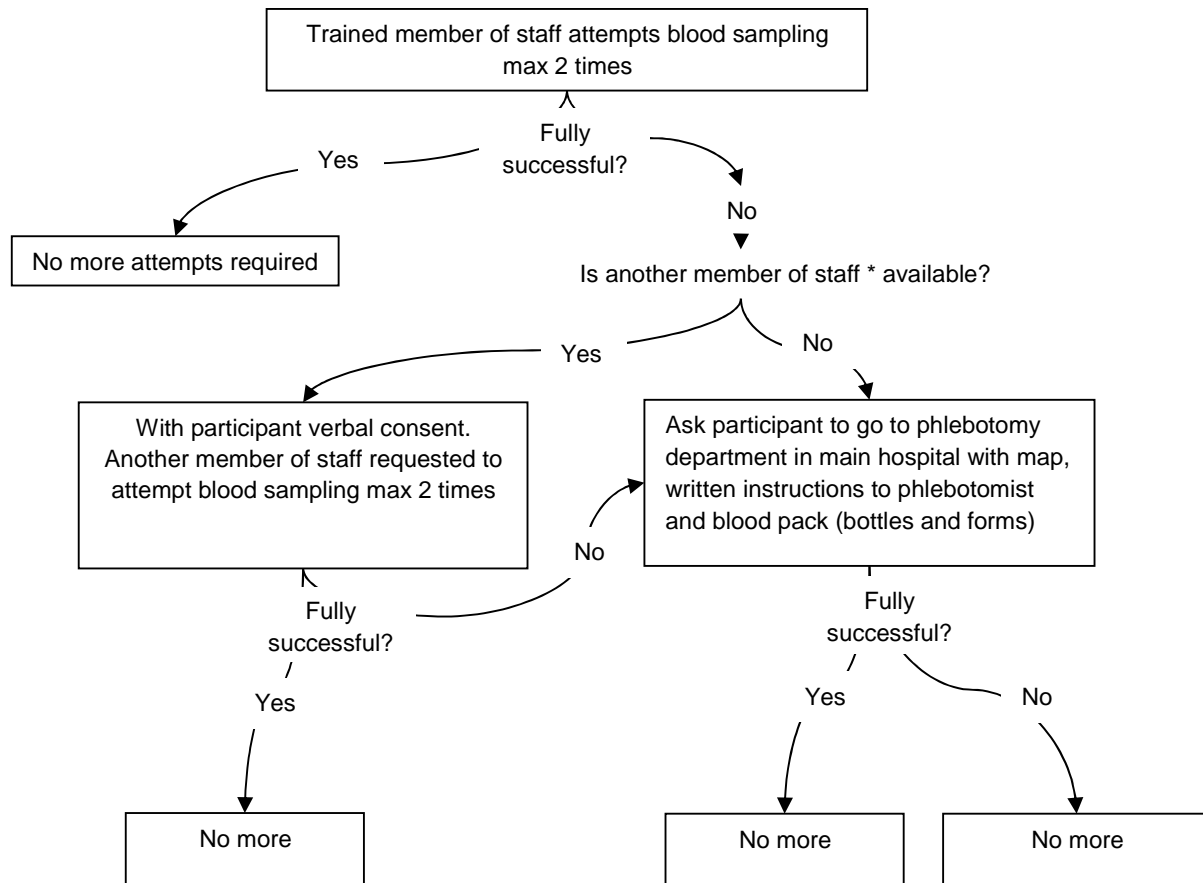 Trained member of staff attempts blood sampling
max 2 times
Fully
successful?
Yes
No
No more attempts required
Is another member of staff * available?
Yes
No
With participant verbal consent.
Another member of staff requested to
attempt blood sampling max 2 times
Ask participant to go to phlebotomy
department in main hospital with map,
written instructions to phlebotomist
and blood pack (bottles and forms)
No
Fully
successful?
Fully
successful?
Yes
Yes
No
No more
No more
No more